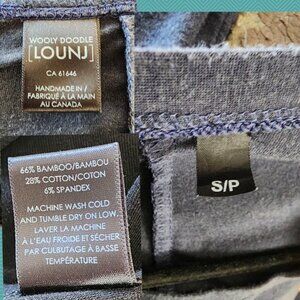 WOOLY DOODLE
[LOUNJ]
CA 61646
HANDMADE IN /
FABRIQUÉ À LA MAIN
AU CANADA
66% BAMBOO/BAMBOU
28% COTTON/COTON
6% SPANDEX
MACHINE WASH COLD
AND TUMBLE DRY ON LOW.
LAVER LA MACHINE
À L'EAU FROIDE ET SÉCHER
PAR CULBUTAGE À BASSE
TEMPÉRATURE
S/P